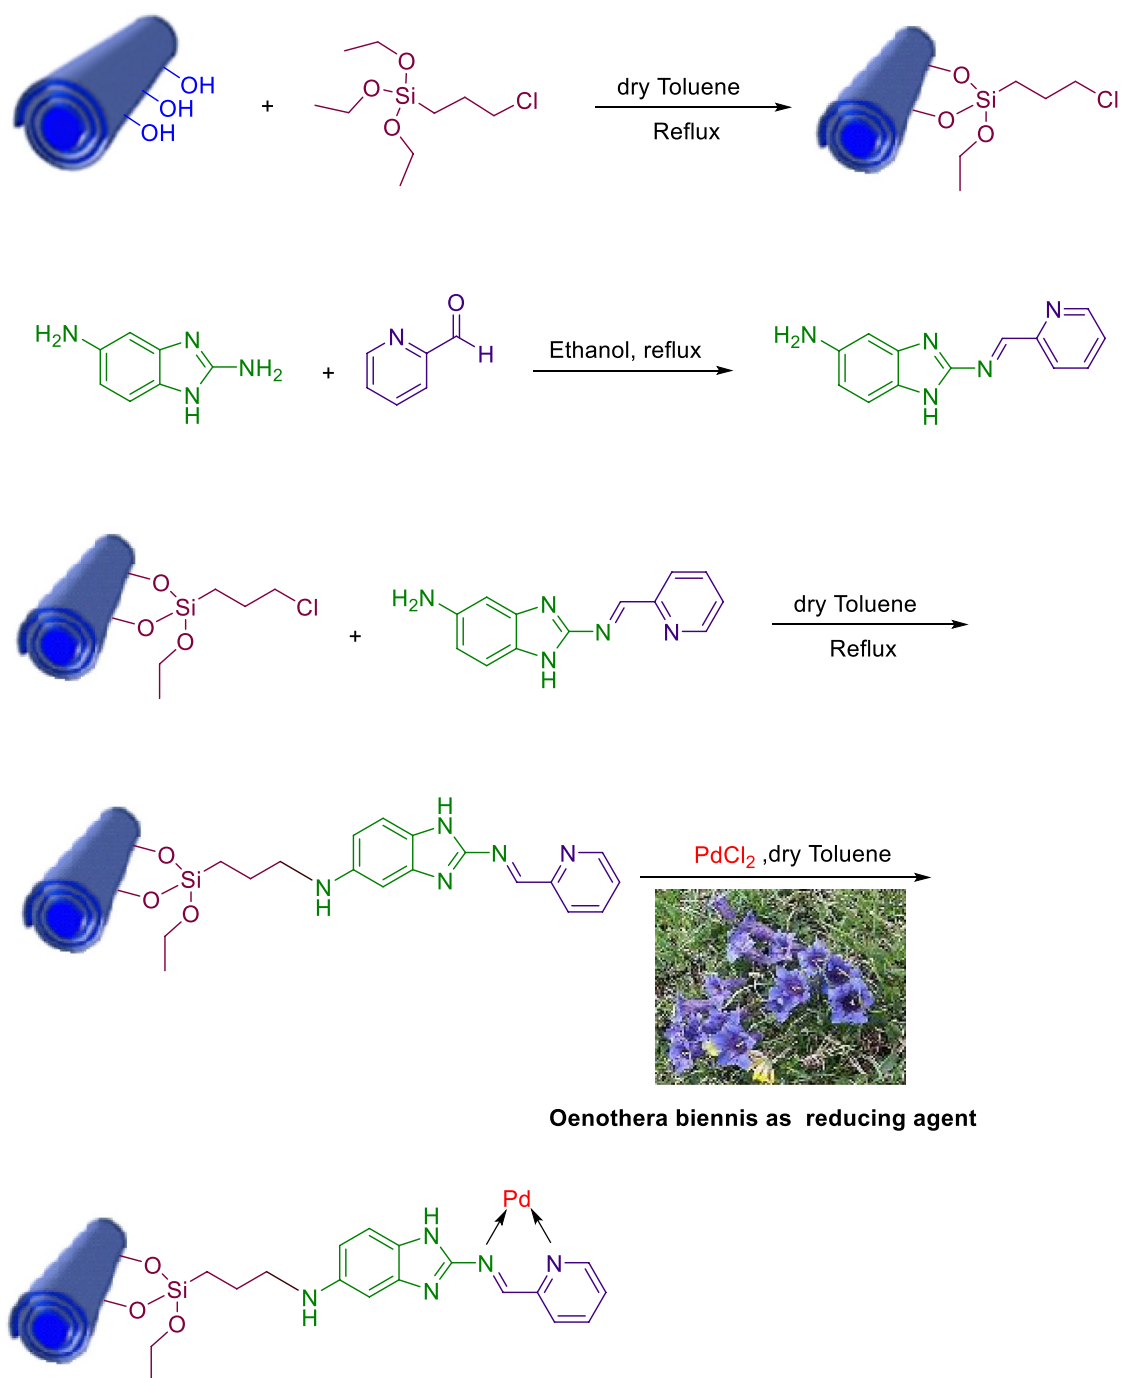 OH
OH
OH
+
O
O
Si
O
Cl
dry Toluene
Reflux
O
O
Si
O
Cl
H2N
N
N
H
NH2
+
N
O
H
Ethanol, reflux
H2N
N
N
H
N
N
O
O
Si
O
Cl
+
H2N
N
N
H
N
N
dry Toluene
Reflux
O
O
Si
O
N
H
H
N
N
N
N
PdCl2 ,dry Toluene
Oenothera biennis as reducing agent
O
O
Si
O
N
H
H
N
N
N
N
Pd